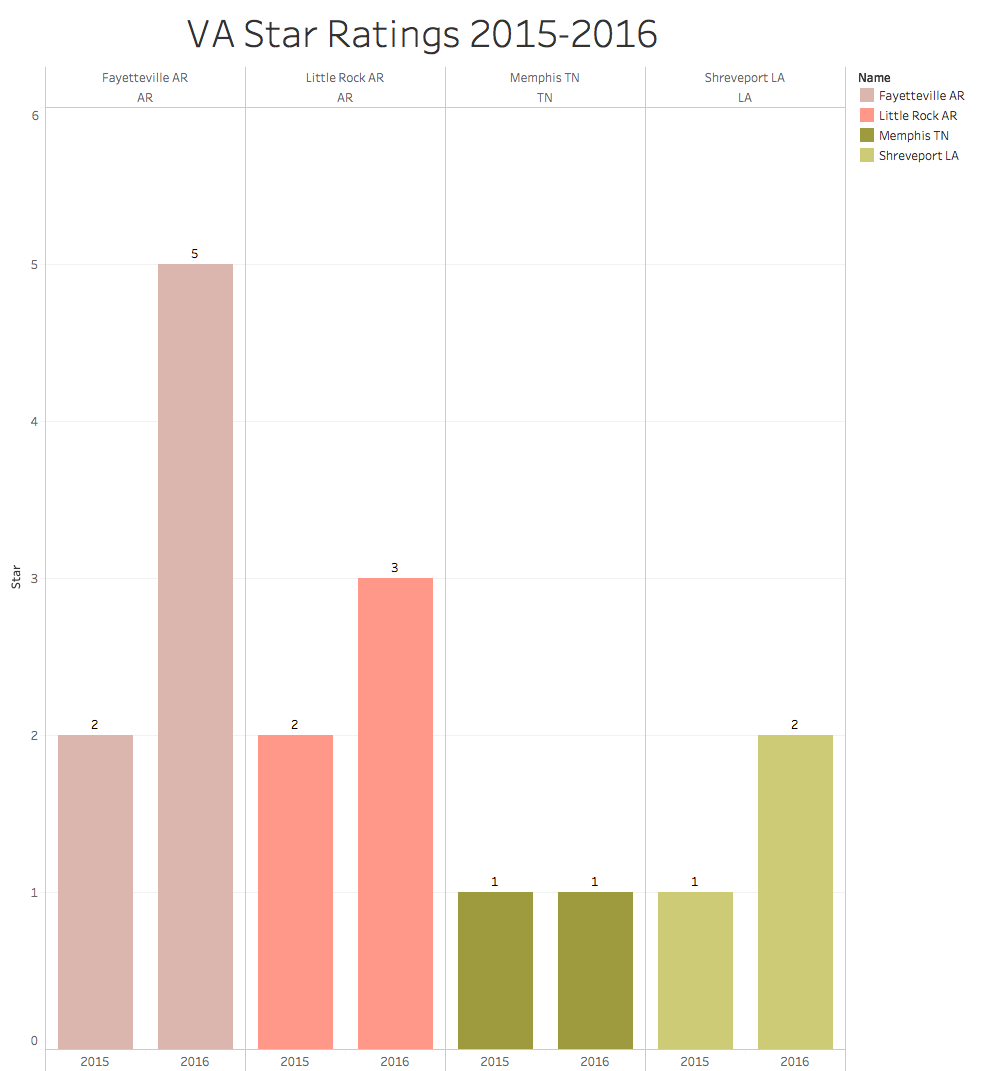 VA Star Ratings 2015-2016
Fayetteville AR Little Rock AR Memphis TN Shreveport LA
AR AR TN LA
Name
Fayetteville AR
Little Rock AR
Memphis TN
Shreveport LA
6
5
5
4
Star
3
3
2
2 2 2
1
1 1 1
0
2015 2016 2015 2016 2015 2016 2015 2016